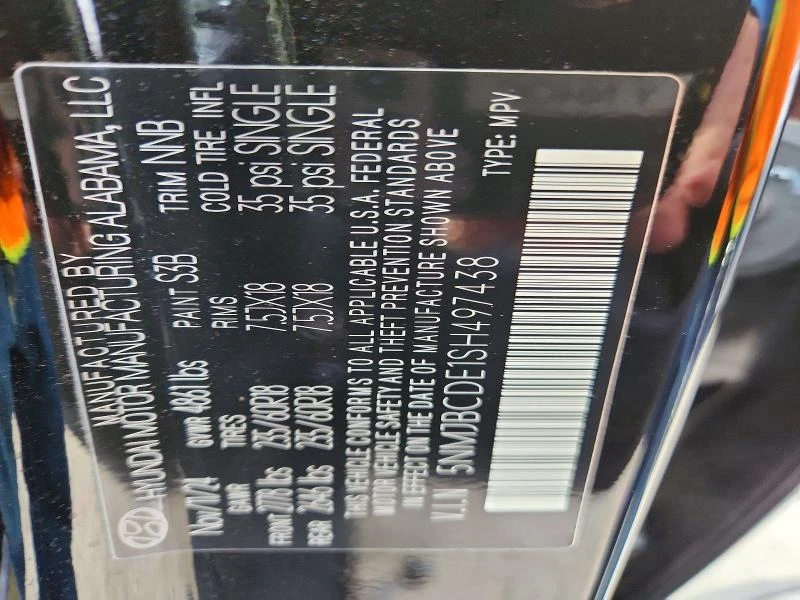 MANUFACTURED BY
HYUNDAI MOTOR MANUFACTURING ALABAMA, LLC
Nov/1/24 GVWR 4861 lbs PAINT S3B TRIM NNB
GAWR TIRES RIMS COLD TIRE INFL
FRONT 2778 lbs 235/60R18 7.5JX18 35 psi SINGLE
REAR 2646 lbs 235/60R18 7.5JX18 35 psi SINGLE
THIS VEHICLE CONFORMS TO ALL APPLICABLE U.S.A. FEDERAL
MOTOR VEHICLE SAFETY AND THEFT PREVENTION STANDARDS
IN EFFECT ON THE DATE OF MANUFACTURE SHOWN ABOVE
V.I.N 5NMJBCDE1SH497438 TYPE: MPV